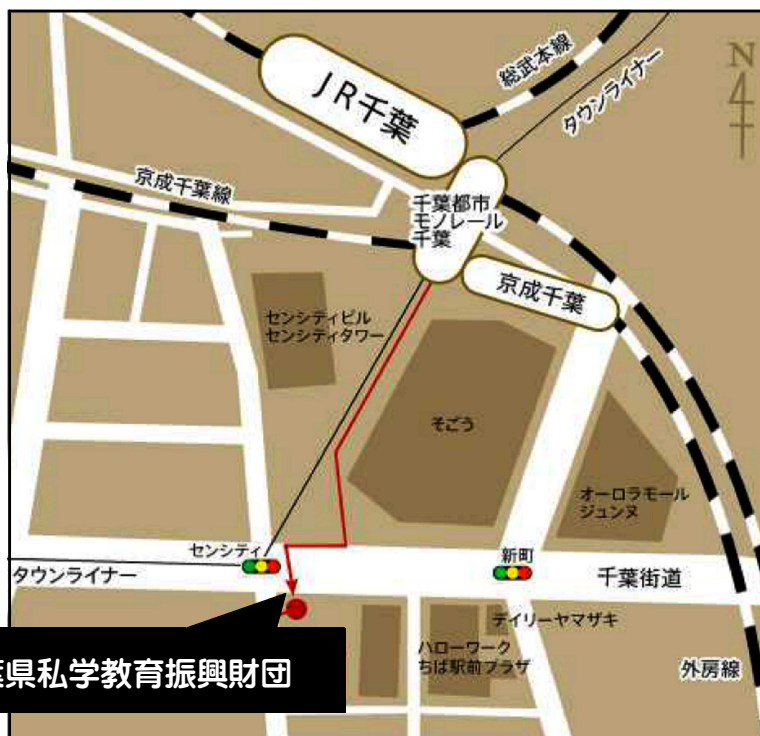 総武本線
JR千葉
タウンライナー
N
京成千葉線
千葉都市
モノレール
千葉
京成千葉
センシティビル
センシティタワー
そごう
オーロラモール
ジュンヌ
センシティ
新町
タウンライナー
千葉街道
デイリーヤマザキ
ハローワーク
ちば駅前プラザ
県私学教育振興財団
外房線